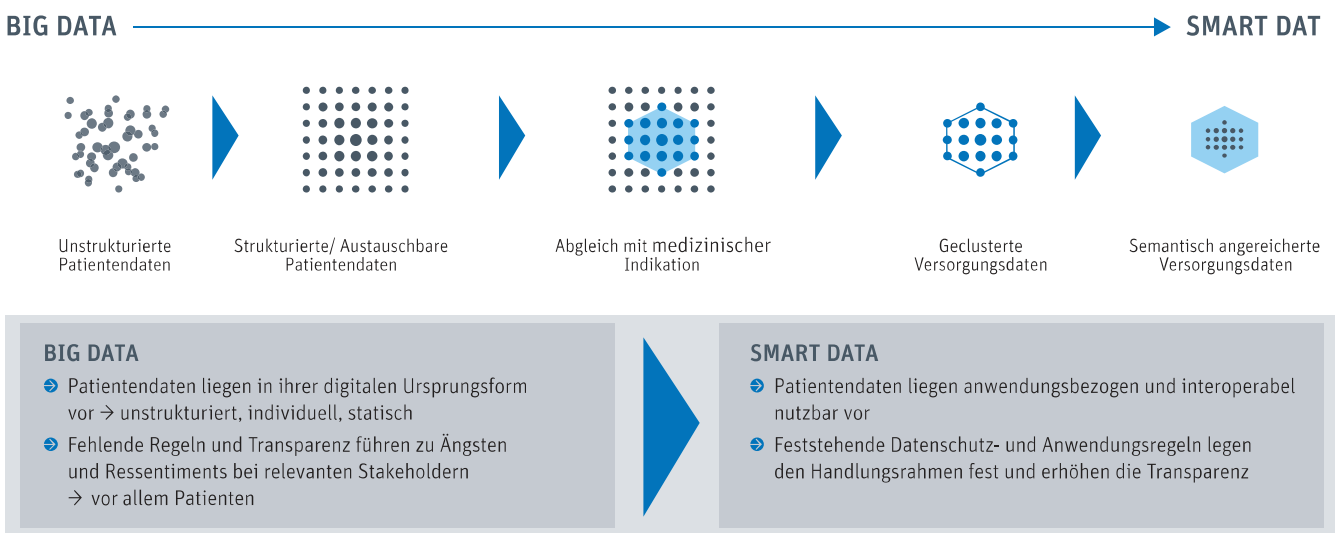 BIG DATA
SMART DAT
Unstrukturierte
Patientendaten
Strukturierte/ Austauschbare
Patientendaten
Abgleich mit medizinischer
Indikation
Geclusterte
Versorgungsdaten
Semantisch angereicherte
Versorgungsdaten
BIG DATA
Patientendaten liegen in ihrer digitalen Ursprungsform
vor → unstrukturiert, individuell, statisch
Fehlende Regeln und Transparenz führen zu Ängsten
und Ressentiments bei relevanten Stakeholdern
→ vor allem Patienten
SMART DATA
Patientendaten liegen anwendungsbezogen und interoperabel
nutzbar vor
Feststehende Datenschutz- und Anwendungsregeln legen
den Handlungsrahmen fest und erhöhen die Transparenz